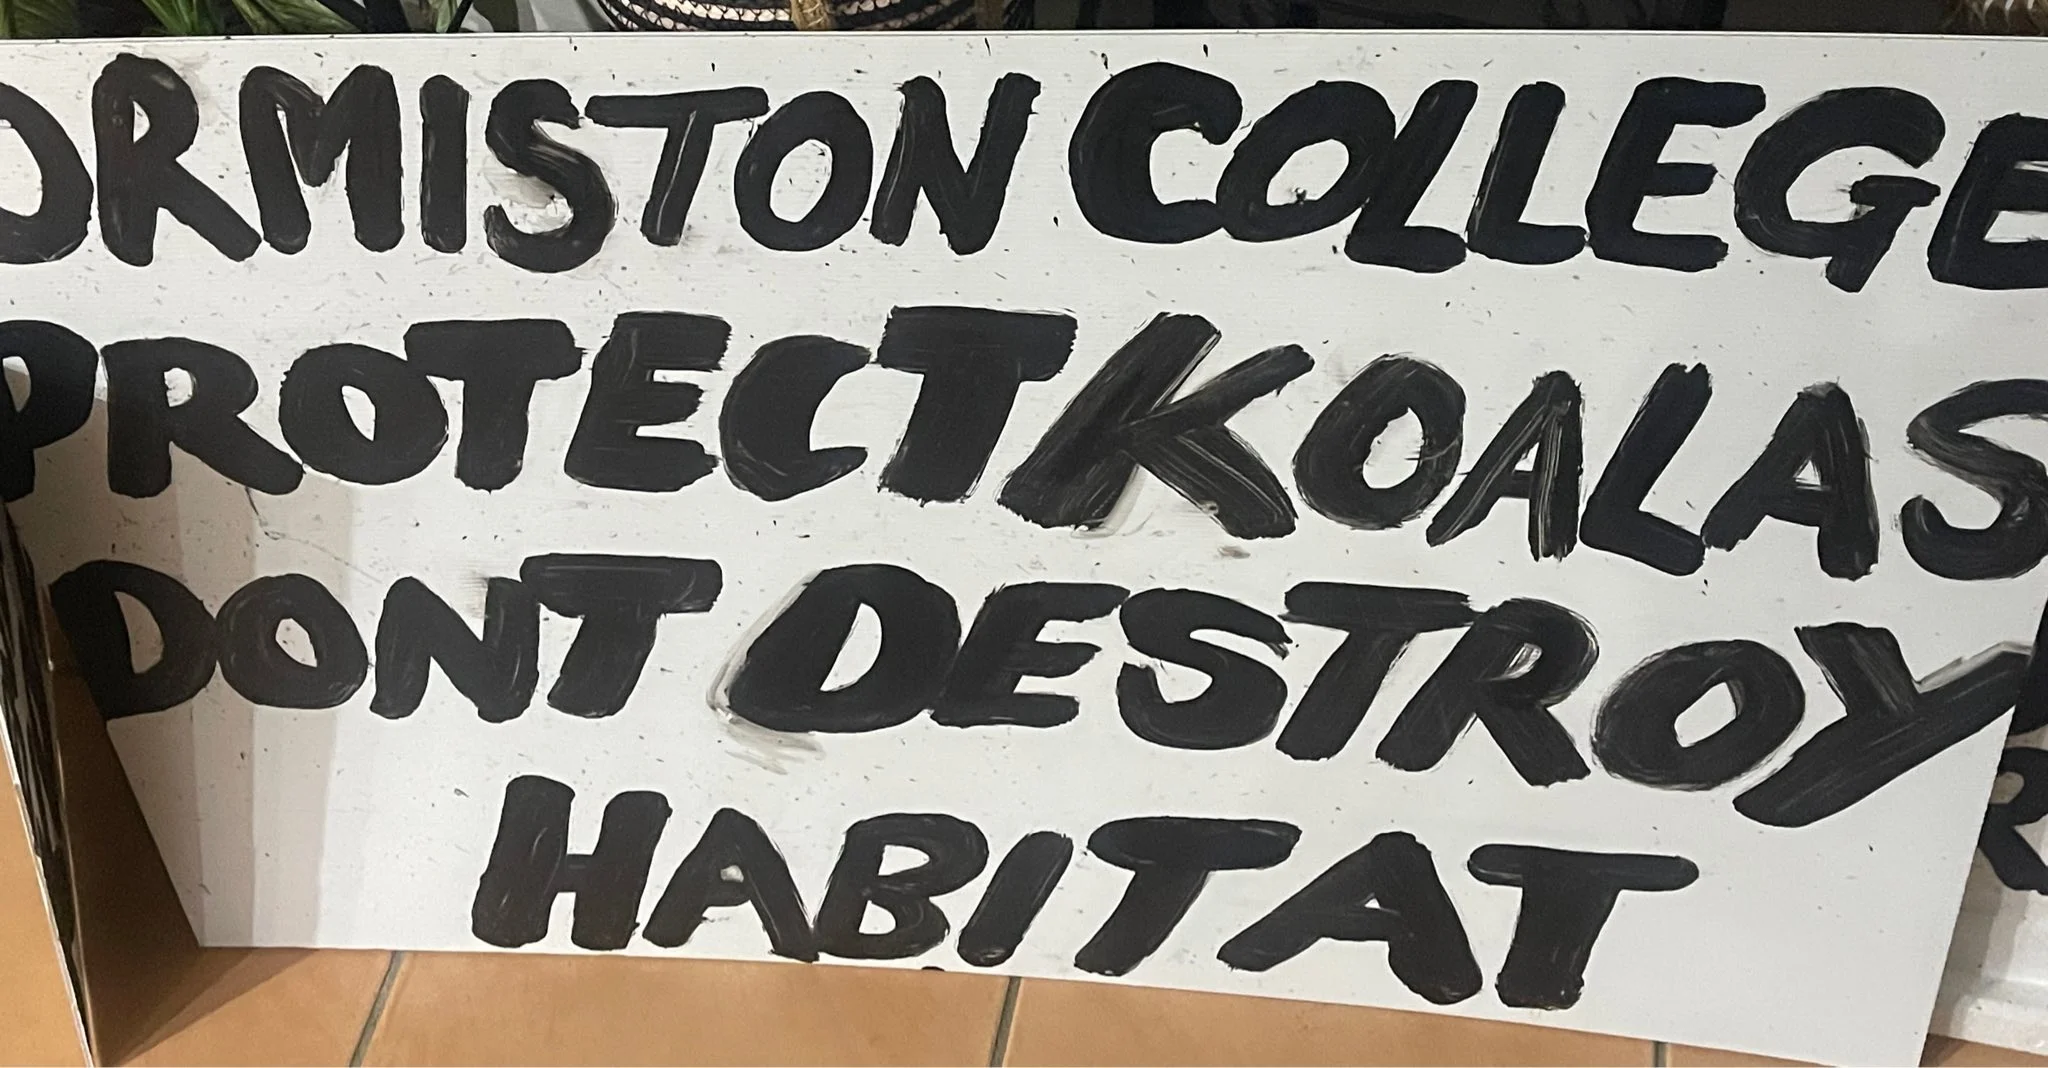 ORMISTON COLLEGE
PROTECT KOALAS
DONT DESTROY
HABITAT